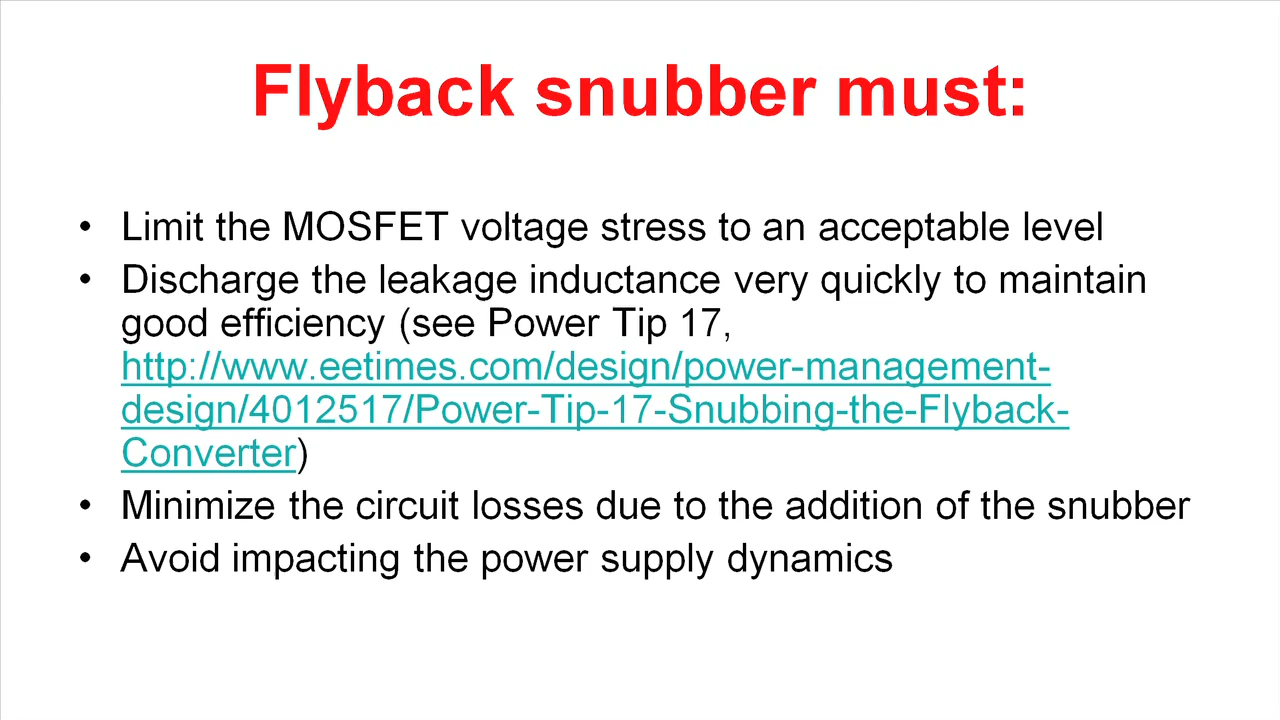 Flyback snubber must:
• Limit the MOSFET voltage stress to an acceptable level
• Discharge the leakage inductance very quickly to maintain
good efficiency (see Power Tip 17,
http://www.eetimes.com/design/power-management-
design/4012517/Power-Tip-17-Snubbing-the-Flyback-
Converter)
• Minimize the circuit losses due to the addition of the snubber
• Avoid impacting the power supply dynamics